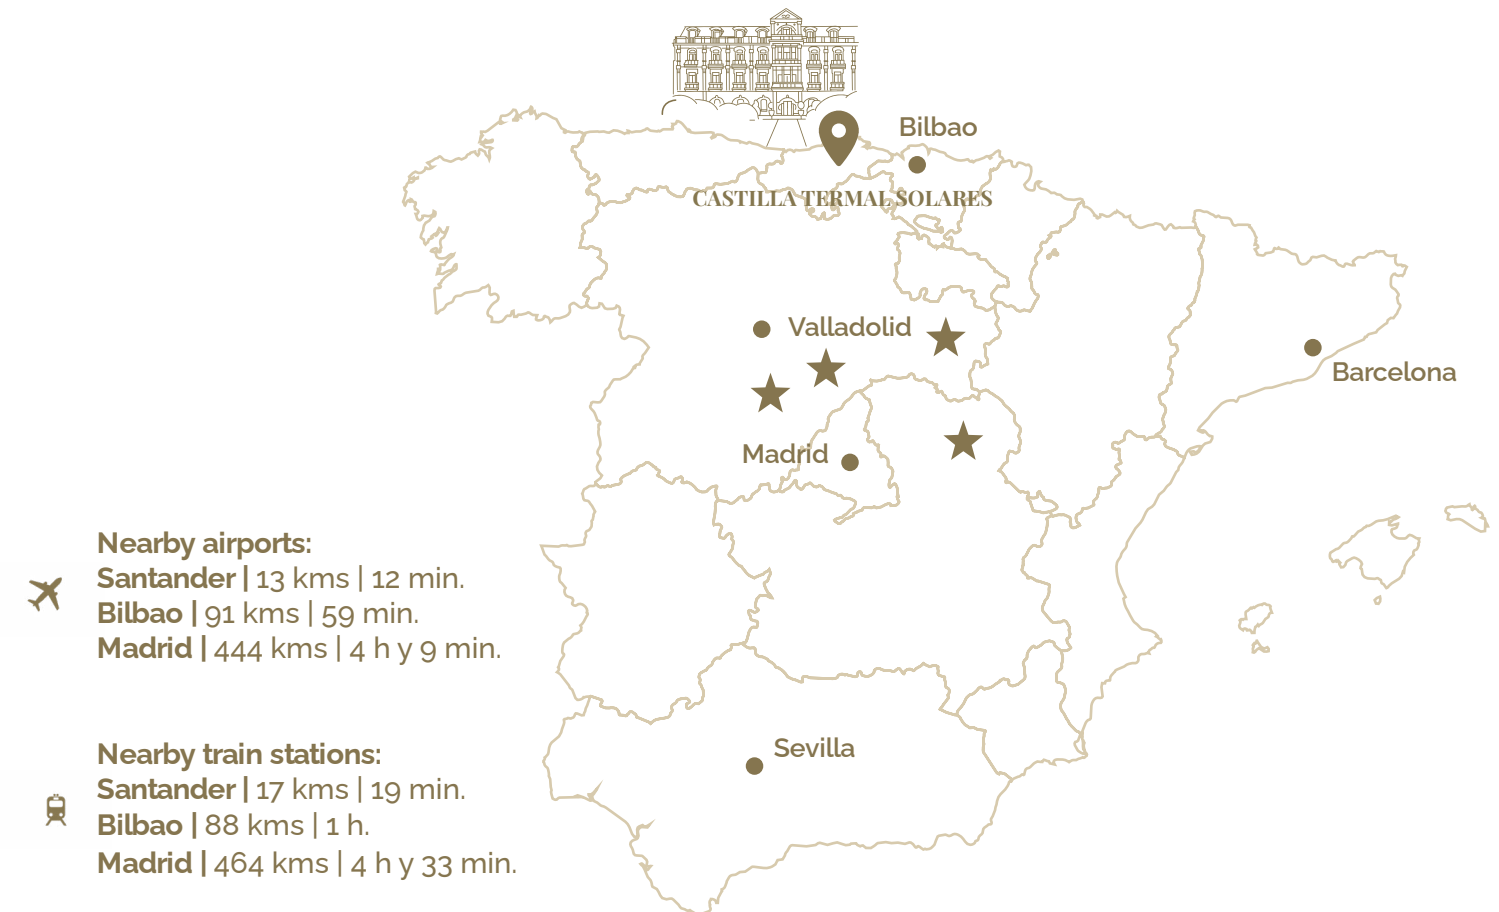 Bilbao
CASTILLA TERMAL SOLARES
Valladolid
Barcelona
Madrid
Nearby airports:
Santander | 13 kms | 12 min.
Bilbao | 91 kms | 59 min.
Madrid | 444 kms | 4 h y 9 min.
Nearby train stations:
Santander | 17 kms | 19 min.
Bilbao | 88 kms | 1 h.
Madrid | 464 kms | 4 h y 33 min.
Sevilla